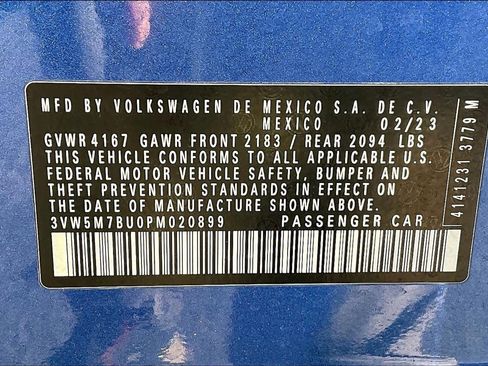 MFD BY VOLKSWAGEN DE MEXICO S.A. DE C.V.
MEXICO 02/23
GVWR 4167 GAWR FRONT 2183 / REAR 2094 LBS
THIS VEHICLE CONFORMS TO ALL APPLICABLE U.S.
FEDERAL MOTOR VEHICLE SAFETY, BUMPER AND
THEFT PREVENTION STANDARDS IN EFFECT ON
THE DATE OF MANUFACTURE SHOWN ABOVE.
3VW5M7BU0PM020899 PASSENGER CAR
4141231 3779 M